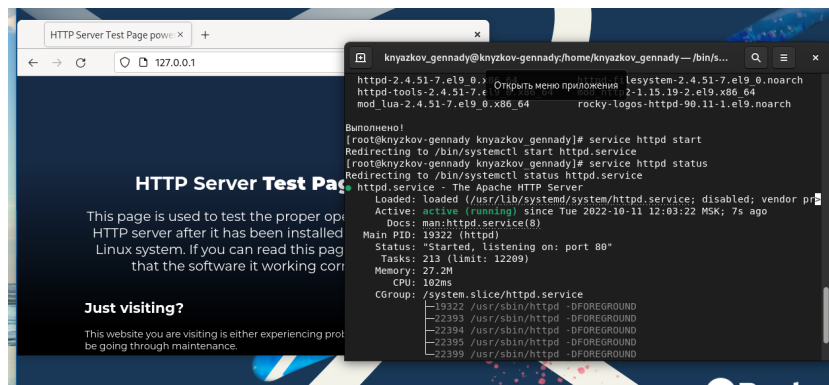 HTTP Server Test Page powe
127.0.0.1
HTTP Server Test Pag
This page is used to test the proper ope
HTTP server after it has been installed
Linux system. If you can read this pag
that the software it working corr
Just visiting?
This website you are visiting is either experiencing prob
be going through maintenance.
knyazkov_gennady@knyzkov-gennady:/home/knyazkov_gennady — /bin/s...
Открыть меню приложения
httpd-2.4.51-7.el9_0.x86_64 httpd-filesystem-2.4.51-7.el9_0.noarch
httpd-tools-2.4.51-7.el9_0.x86_64 mod_http2-1.15.19-2.el9.x86_64
mod_lua-2.4.51-7.el9_0.x86_64 rocky-logos-httpd-90.11-1.el9.noarch
Выполнено!
[root@knyzkov-gennady knyazkov_gennady]# service httpd start
Redirecting to /bin/systemctl start httpd.service
[root@knyzkov-gennady knyazkov_gennady]# service httpd status
Redirecting to /bin/systemctl status httpd.service
● httpd.service - The Apache HTTP Server
Loaded: loaded (/usr/lib/systemd/system/httpd.service; disabled; vendor pr>
Active: active (running) since Tue 2022-10-11 12:03:22 MSK; 7s ago
Docs: man:httpd.service(8)
Main PID: 19322 (httpd)
Status: "Started, listening on: port 80"
Tasks: 213 (limit: 12209)
Memory: 27.2M
CPU: 102ms
CGroup: /system.slice/httpd.service
├─19322 /usr/sbin/httpd -DFOREGROUND
├─22393 /usr/sbin/httpd -DFOREGROUND
├─22394 /usr/sbin/httpd -DFOREGROUND
├─22395 /usr/sbin/httpd -DFOREGROUND
└─22399 /usr/sbin/httpd -DFOREGROUND